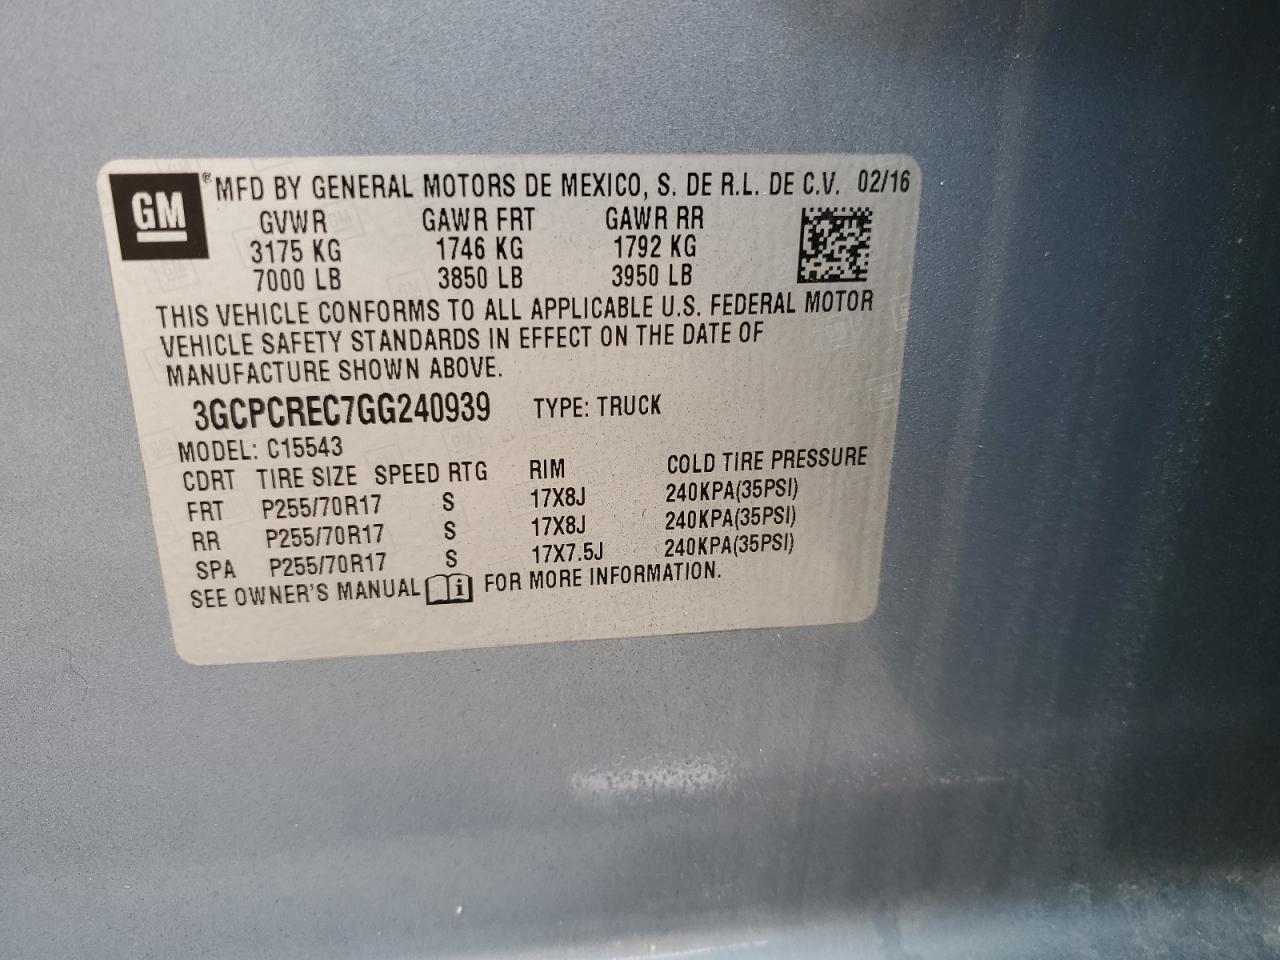 GM ® MFD BY GENERAL MOTORS DE MEXICO, S. DE R.L. DE C.V. 02/16
GVWR GAWR FRT GAWR RR
3175 KG 1746 KG 1792 KG
7000 LB 3850 LB 3950 LB
THIS VEHICLE CONFORMS TO ALL APPLICABLE U.S. FEDERAL MOTOR
VEHICLE SAFETY STANDARDS IN EFFECT ON THE DATE OF
MANUFACTURE SHOWN ABOVE.
3GCPCREC7GG240939 TYPE: TRUCK
MODEL: C15543
CDRT TIRE SIZE SPEED RTG RIM COLD TIRE PRESSURE
FRT P255/70R17 S 17X8J 240KPA(35PSI)
RR P255/70R17 S 17X8J 240KPA(35PSI)
SPA P255/70R17 S 17X7.5J 240KPA(35PSI)
SEE OWNER'S MANUAL i FOR MORE INFORMATION.